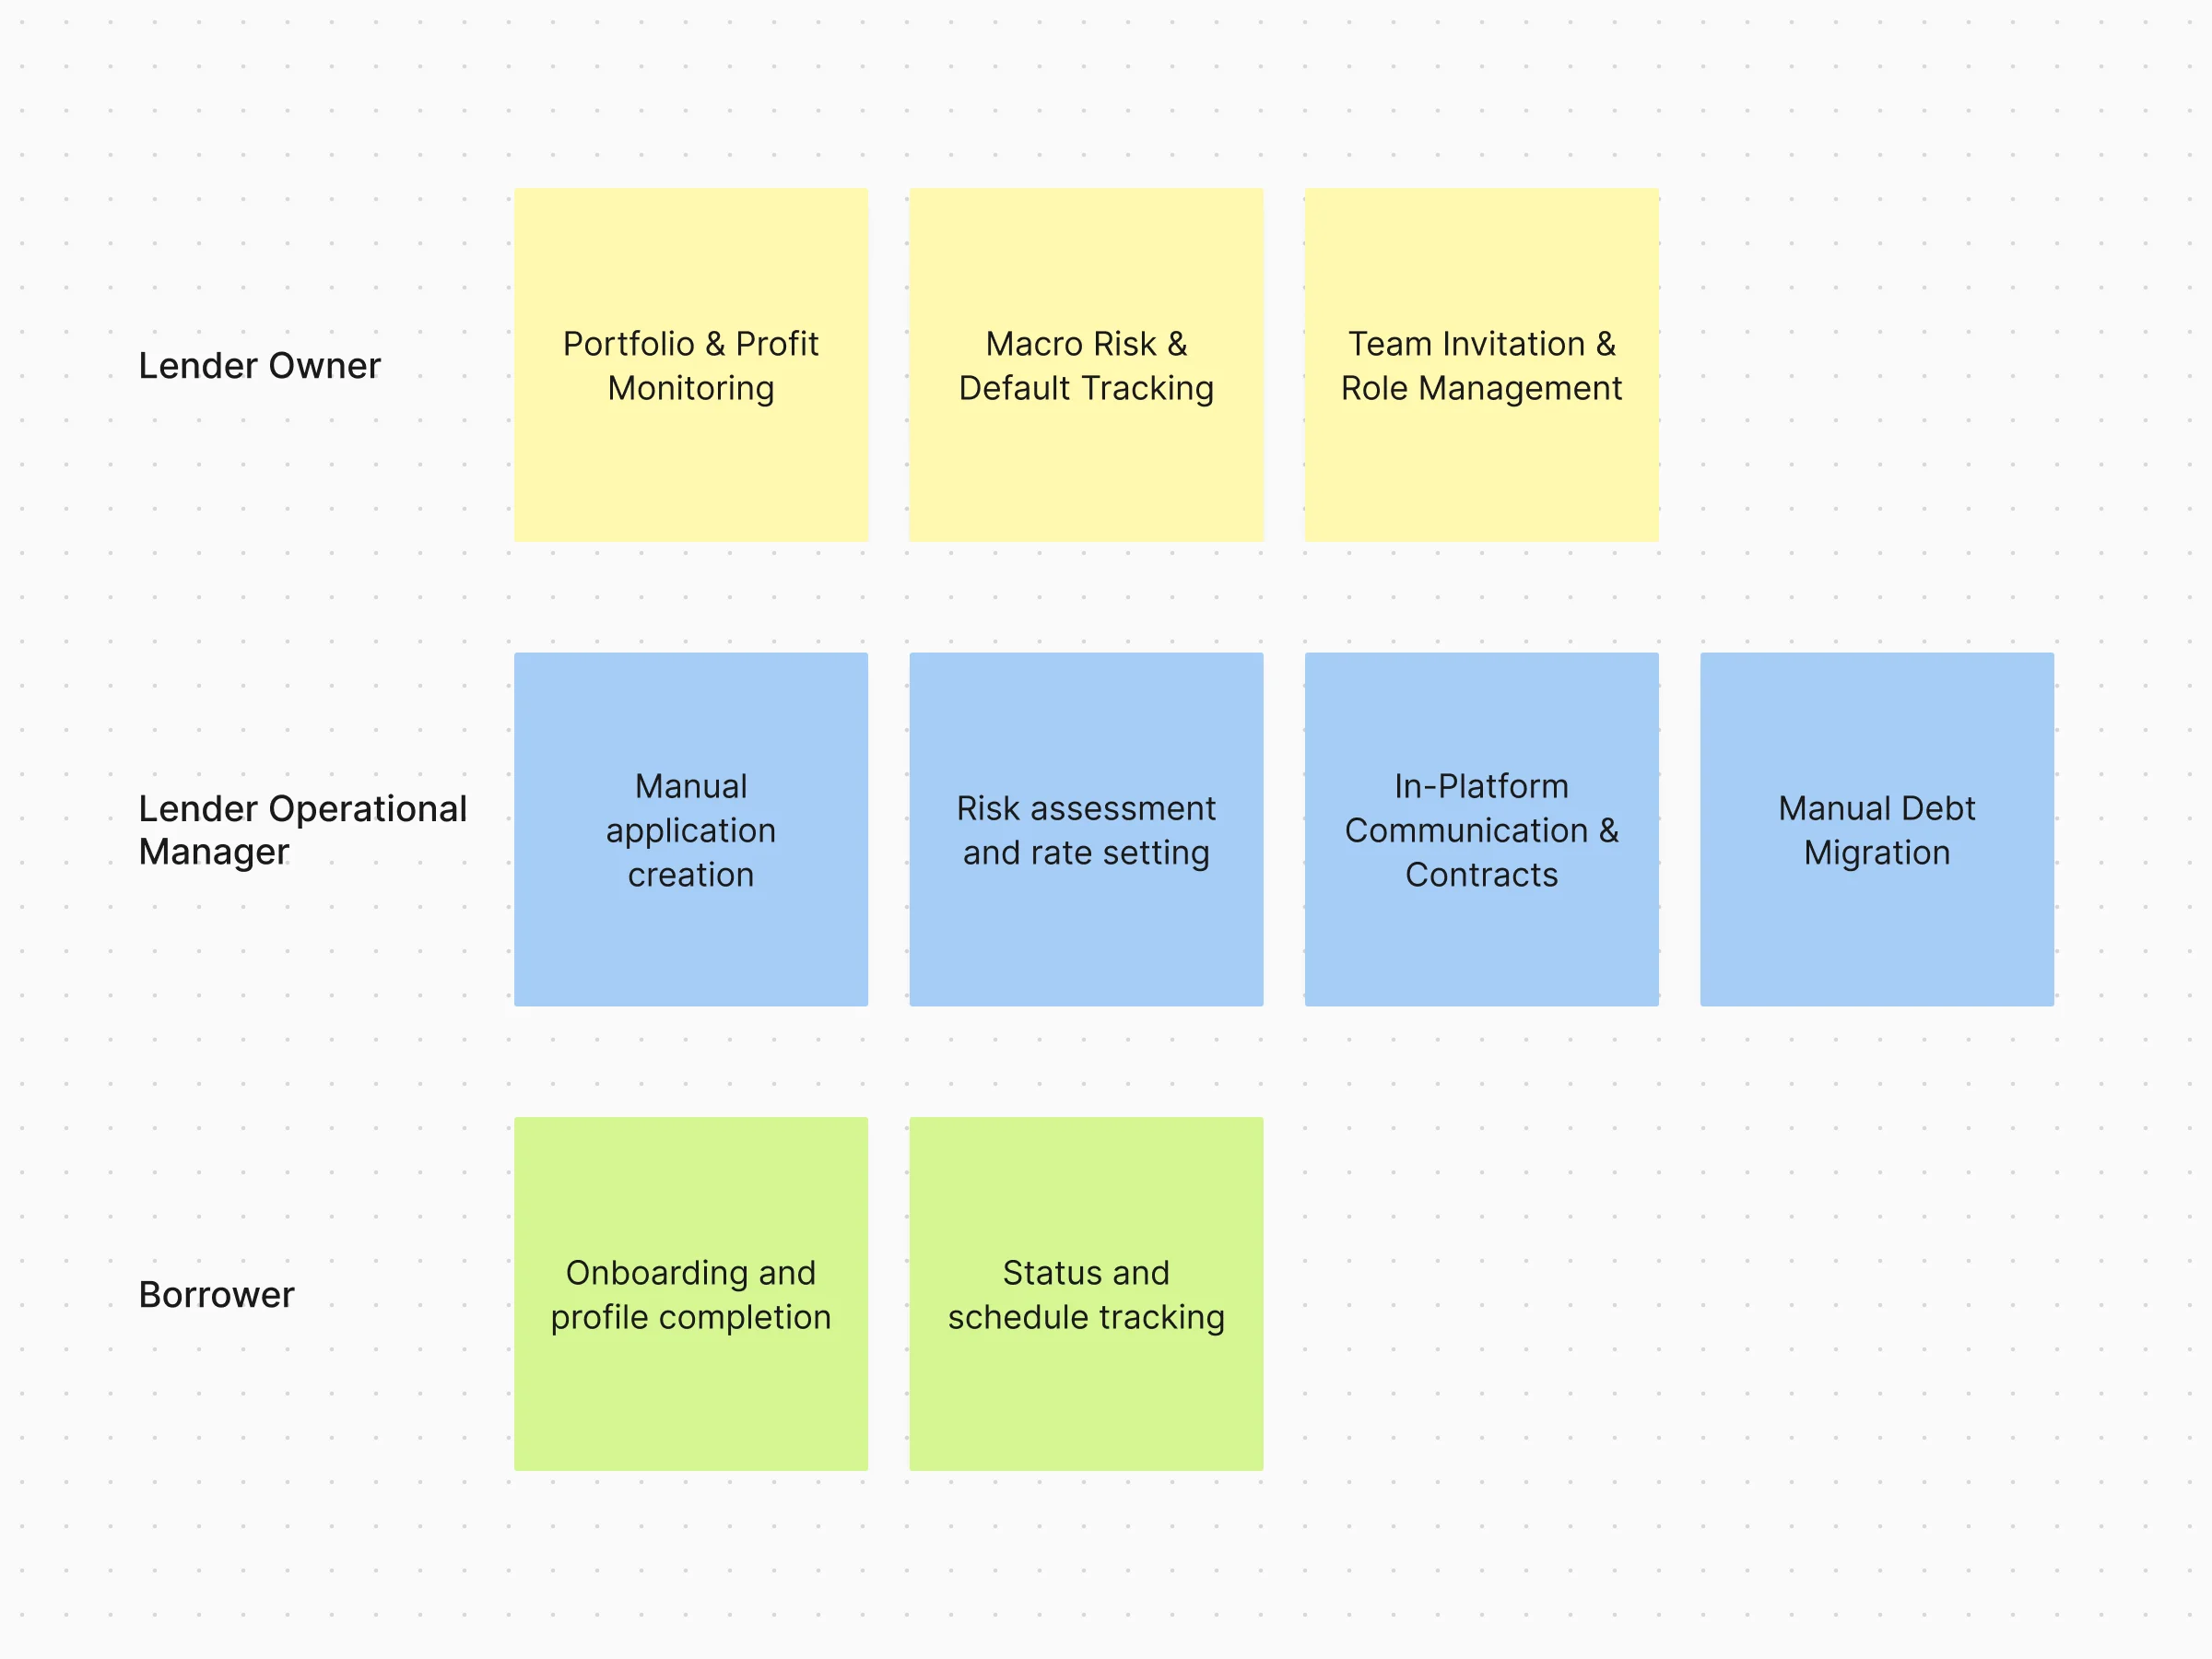 Lender Owner
Portfolio & Profit
Monitoring
Macro Risk &
Default Tracking
Team Invitation &
Role Management
Lender Operational
Manager
Manual
application
creation
Risk assessment
and rate setting
In-Platform
Communication &
Contracts
Manual Debt
Migration
Borrower
Onboarding and
profile completion
Status and
schedule tracking